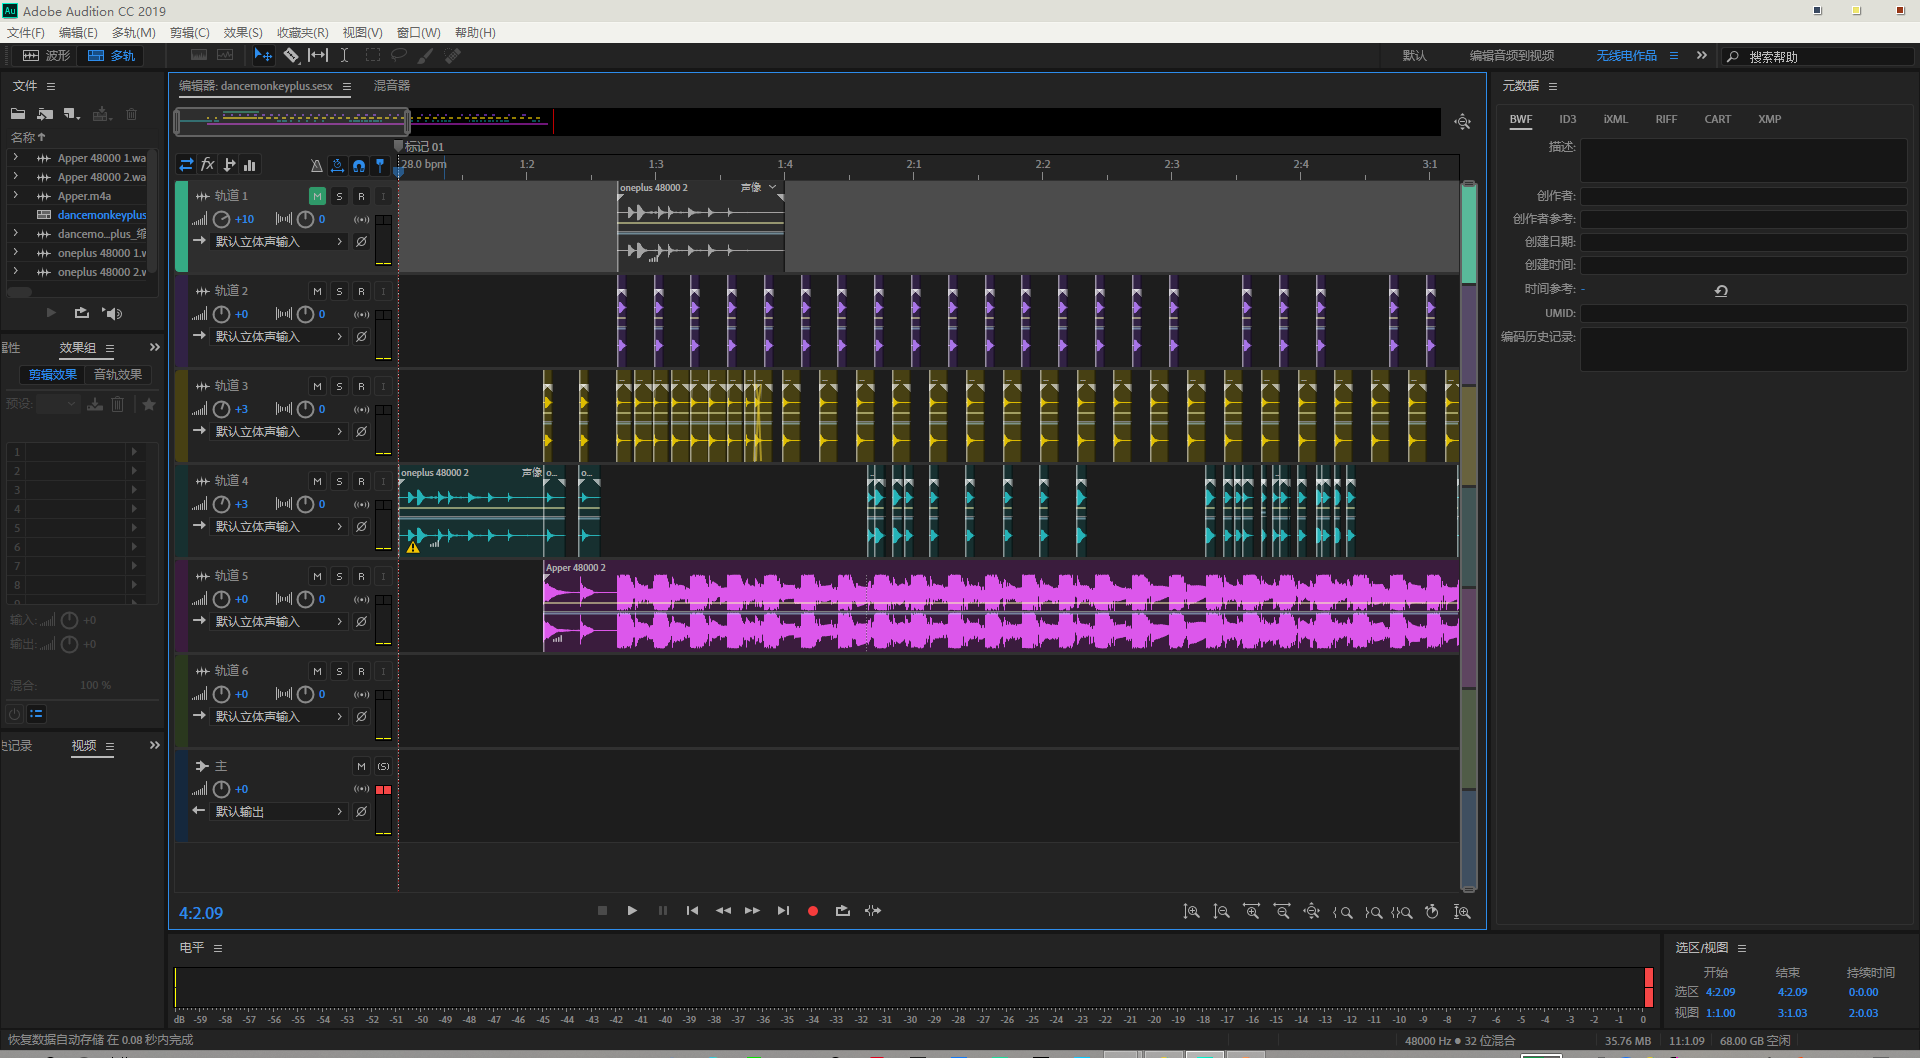 Au Adobe Audition CC 2019
文件(F) 编辑(E) 多轨(M) 剪辑(C) 效果(S) 收藏夹(R) 视图(V) 窗口(W) 帮助(H)
波形 多轨 默认 编辑音频到视频 无线电作品 搜索帮助
文件
名称
Apper 48000 1.wa
Apper 48000 2.wa
Apper.m4a
dancemonkeyplus
dancemo...plus_缩
oneplus 48000 1.w
oneplus 48000 2.w
属性 效果组
剪辑效果 音轨效果
预设:
1
2
3
4
5
6
7
8
9
输入: +0
输出: +0
混合: 100 %
史记录 视频
编辑器: dancemonkeyplus.sesx 混音器
标记 01
fx 28.0 bpm 1:2 1:3 1:4 2:1 2:2 2:3 2:4 3:1
轨道 1 M S R I
+10 0
默认立体声输入
oneplus 48000 2 声像
轨道 2 M S R I
+0 0
默认立体声输入
轨道 3 M S R I
+3 0
默认立体声输入
轨道 4 M S R I
+3 0
默认立体声输入
oneplus 48000 2 声像 o... o...
轨道 5 M S R I
+0 0
默认立体声输入
Apper 48000 2
轨道 6 M S R I
+0 0
默认立体声输入
主 M (S)
+0
默认输出
4:2.09
元数据
BWF ID3 iXML RIFF CART XMP
描述:
创作者:
创作者参考:
创建日期:
创建时间:
时间参考: -
UMID:
编码历史记录:
电平
dB -59 -58 -57 -56 -55 -54 -53 -52 -51 -50 -49 -48 -47 -46 -45 -44 -43 -42 -41 -40 -39 -38 -37 -36 -35 -34 -33 -32 -31 -30 -29 -28 -27 -26 -25 -24 -23 -22 -21 -20 -19 -18 -17 -16 -15 -14 -13 -12 -11 -10 -9 -8 -7 -6 -5 -4 -3 -2 -1 0
选区/视图
开始 结束 持续时间
选区 4:2.09 4:2.09 0:0.00
视图 1:1.00 3:1.03 2:0.03
恢复数据自动存储 在 0.08 秒内完成
48000 Hz ● 32 位混合 35.76 MB 11:1.09 68.00 GB 空闲